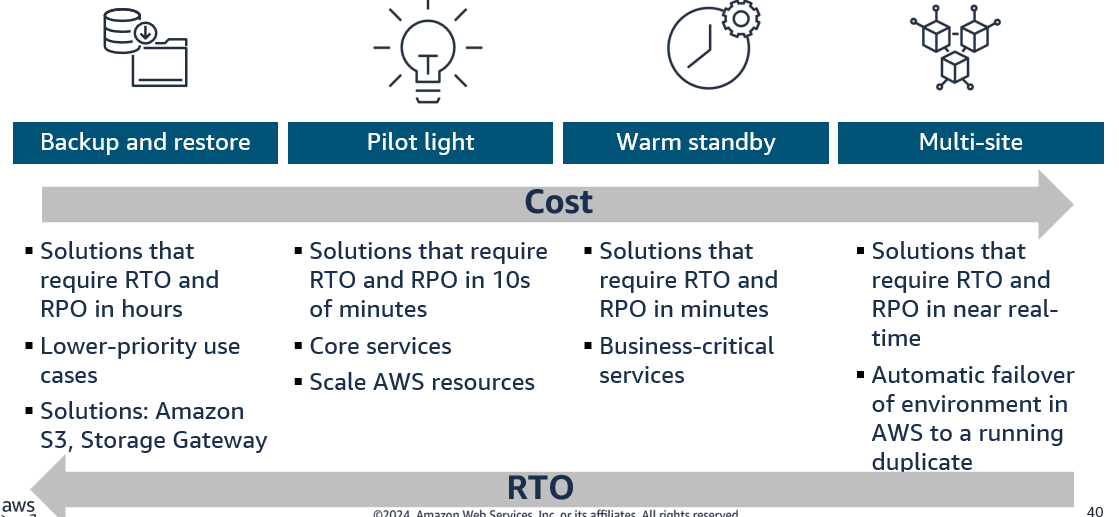 Backup and restore
Pilot light
Warm standby
Multi-site
Cost
▪ Solutions that
require RTO and
RPO in hours
▪ Lower-priority use
cases
▪ Solutions: Amazon
S3, Storage Gateway
▪ Solutions that require
RTO and RPO in 10s
of minutes
▪ Core services
▪ Scale AWS resources
▪ Solutions that
require RTO and
RPO in minutes
▪ Business-critical
services
▪ Solutions that
require RTO and
RPO in near real-
time
▪ Automatic failover
of environment in
AWS to a running
duplicate
RTO
aws
©2024, Amazon Web Services, Inc. or its affiliates. All rights reserved.
40